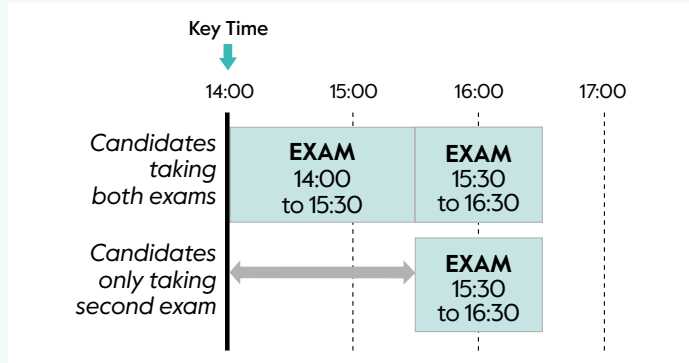 Key Time
14:00 15:00 16:00 17:00
Candidates
taking
both exams
EXAM
14:00
to 15:30
EXAM
15:30
to 16:30
Candidates
only taking
second exam
EXAM
15:30
to 16:30